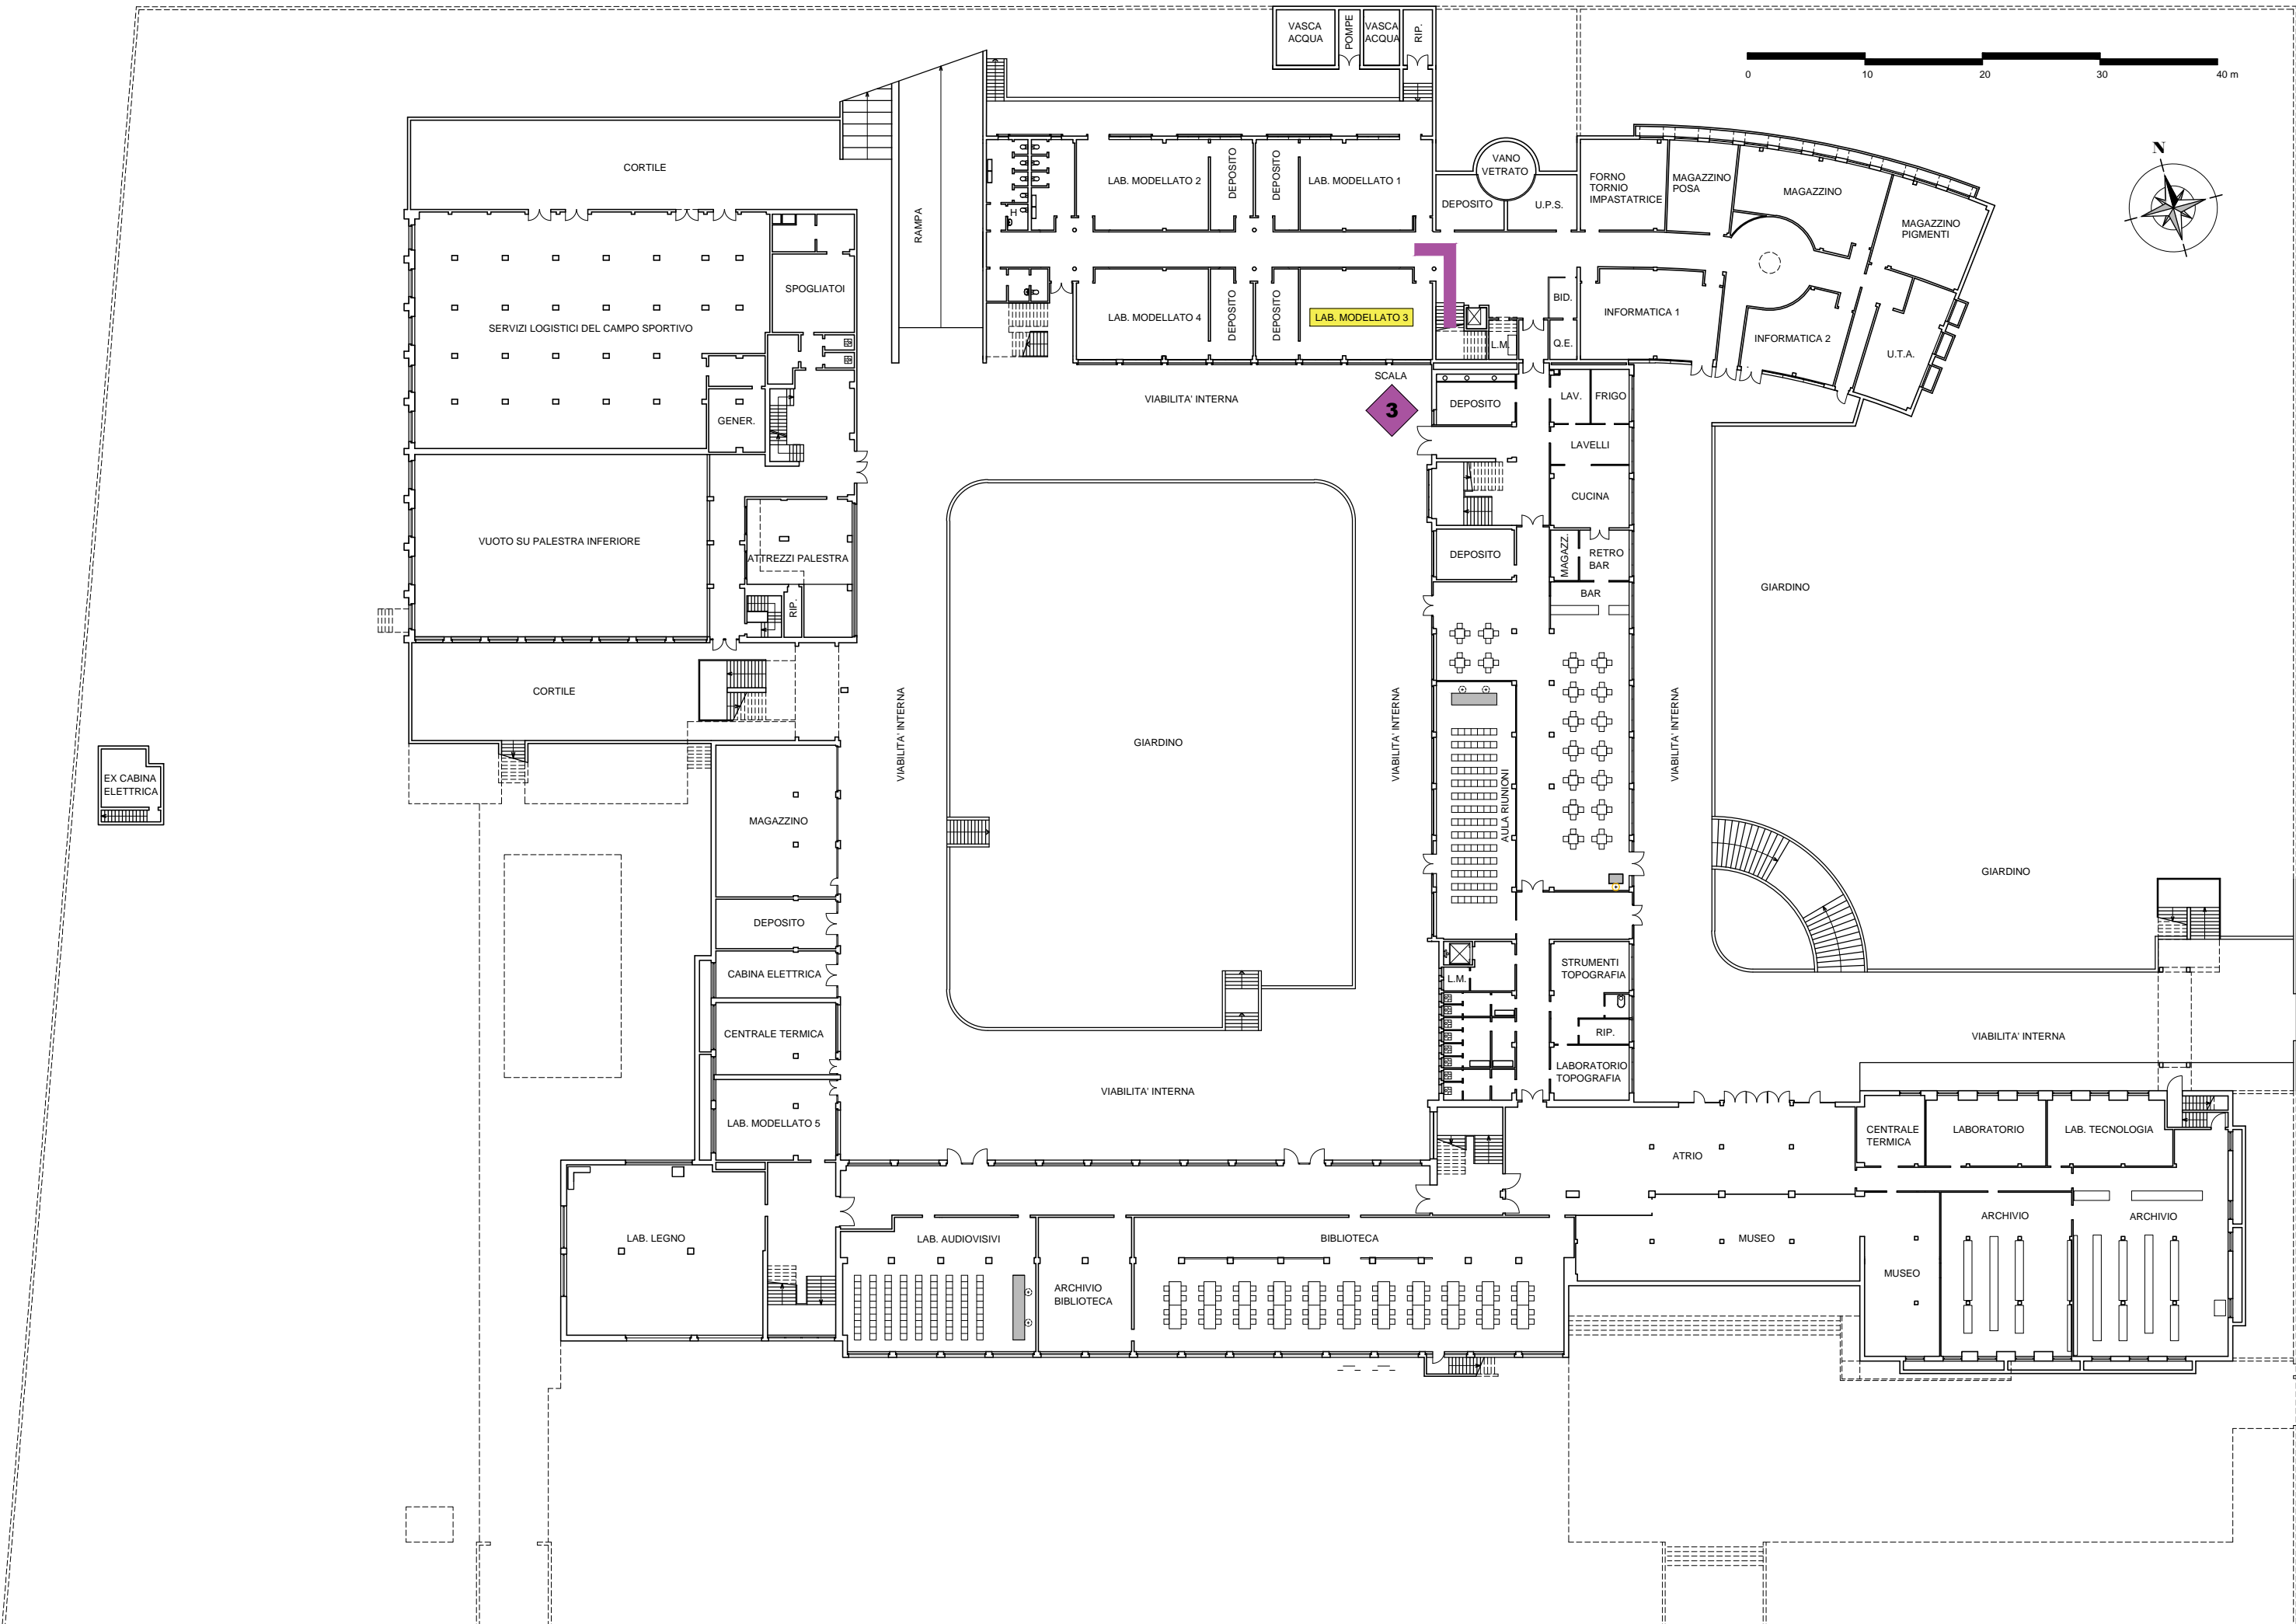 VASCA
ACQUA
POMPE
VASCA
ACQUA
RIP.
0 10 20 30 40 m
N
CORTILE
RAMPA
H
LAB. MODELLATO 2
DEPOSITO
DEPOSITO
LAB. MODELLATO 1
VANO
VETRATO
DEPOSITO
U.P.S.
FORNO
TORNIO
IMPASTATRICE
MAGAZZINO
POSA
MAGAZZINO
MAGAZZINO
PIGMENTI
SPOGLIATOI
SERVIZI LOGISTICI DEL CAMPO SPORTIVO
LAB. MODELLATO 4
DEPOSITO
DEPOSITO
LAB. MODELLATO 3
L.M.
BID.
Q.E.
INFORMATICA 1
INFORMATICA 2
U.T.A.
GENER.
VIABILITA' INTERNA
SCALA
3
DEPOSITO
LAV.
FRIGO
LAVELLI
CUCINA
VUOTO SU PALESTRA INFERIORE
ATTREZZI PALESTRA
RIP.
DEPOSITO
MAGAZZ.
RETRO
BAR
BAR
GIARDINO
CORTILE
VIABILITA' INTERNA
GIARDINO
VIABILITA' INTERNA
AULA RIUNIONI
VIABILITA' INTERNA
GIARDINO
EX CABINA
ELETTRICA
MAGAZZINO
DEPOSITO
CABINA ELETTRICA
CENTRALE TERMICA
LAB. MODELLATO 5
L.M.
STRUMENTI
TOPOGRAFIA
RIP.
LABORATORIO
TOPOGRAFIA
VIABILITA' INTERNA
VIABILITA' INTERNA
ATRIO
CENTRALE
TERMICA
LABORATORIO
LAB. TECNOLOGIA
LAB. LEGNO
LAB. AUDIOVISIVI
ARCHIVIO
BIBLIOTECA
BIBLIOTECA
MUSEO
MUSEO
ARCHIVIO
ARCHIVIO